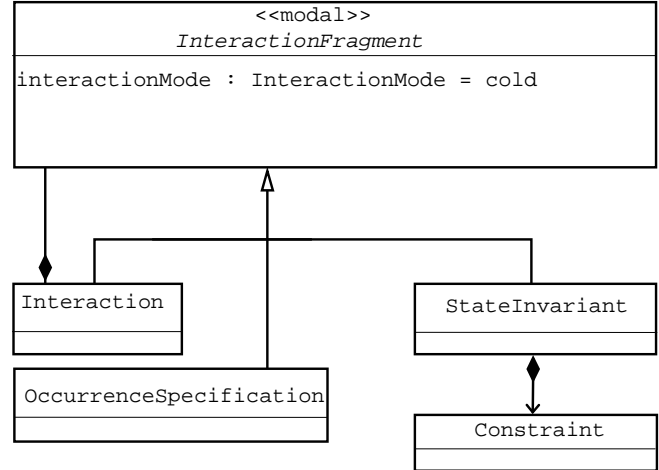 <<modal>>
InteractionFragment
interactionMode : InteractionMode = cold
Interaction
StateInvariant
OccurrenceSpecification
Constraint